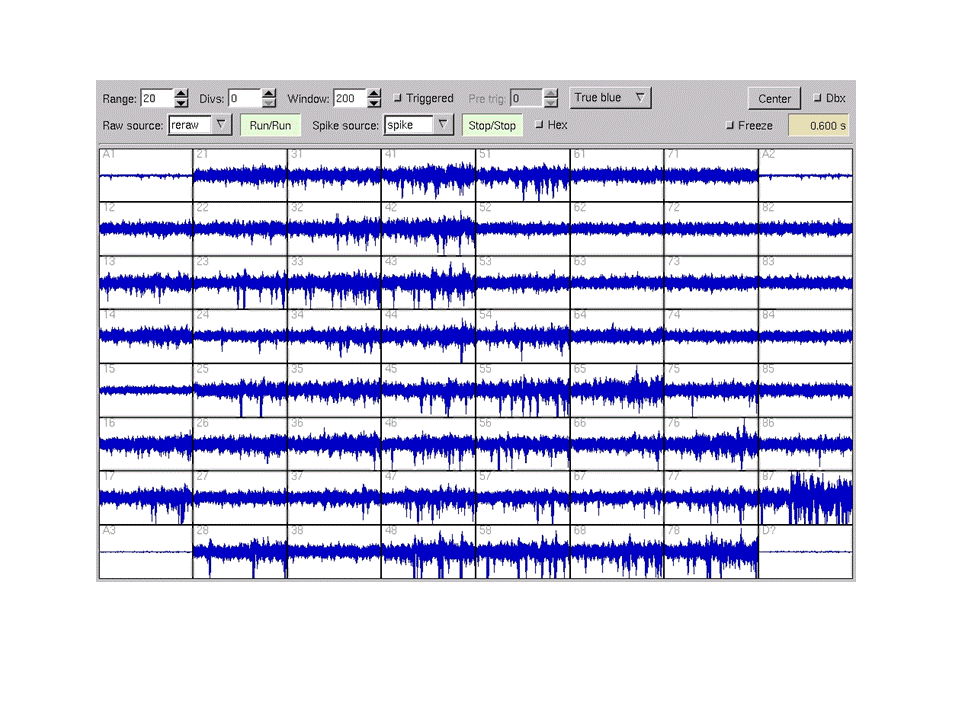 Range: 20 Divs: 0 Window: 200 Triggered Pre trig: 0 True blue Center Dbx
Raw source: reraw Run/Run Spike source: spike Stop/Stop Hex Freeze 0.600 s
A1 21 31 41 51 61 71 A2
12 22 32 42 52 62 72 82
13 23 33 43 53 63 73 83
14 24 34 44 54 64 74 84
15 25 35 45 55 65 75 85
16 26 36 46 56 66 76 86
17 27 37 47 57 67 77 87
A3 28 38 48 58 68 78 D?